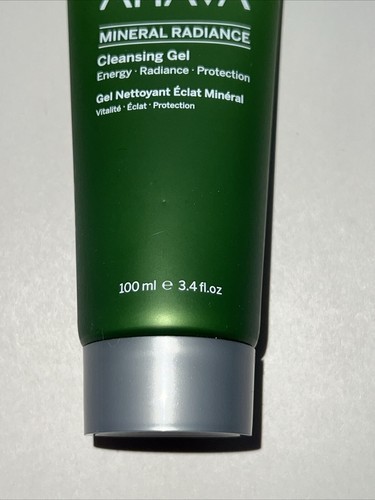 AHAVA
MINERAL RADIANCE
Cleansing Gel
Energy · Radiance · Protection
Gel Nettoyant Éclat Minéral
Vitalité · Éclat · Protection
100 ml ℮ 3.4 fl.oz